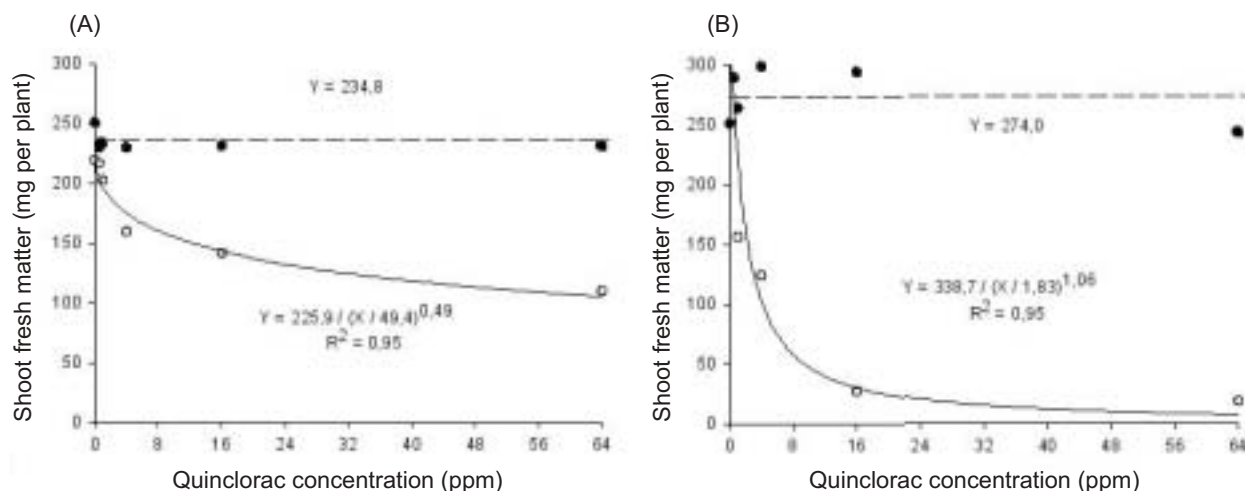 (A)
(B)
Shoot fresh matter (mg per plant)
300
250
200
150
100
50
0
Y = 234,8
Y = 225,9 / (X / 49,4)^0,49
R² = 0,95
0 8 16 24 32 40 48 56 64
Quinclorac concentration (ppm)
Shoot fresh matter (mg per plant)
300
250
200
150
100
50
0
Y = 274,0
Y = 338,7 / (X / 1,83)^1,06
R² = 0,95
0 8 16 24 32 40 48 56 64
Quinclorac concentration (ppm)